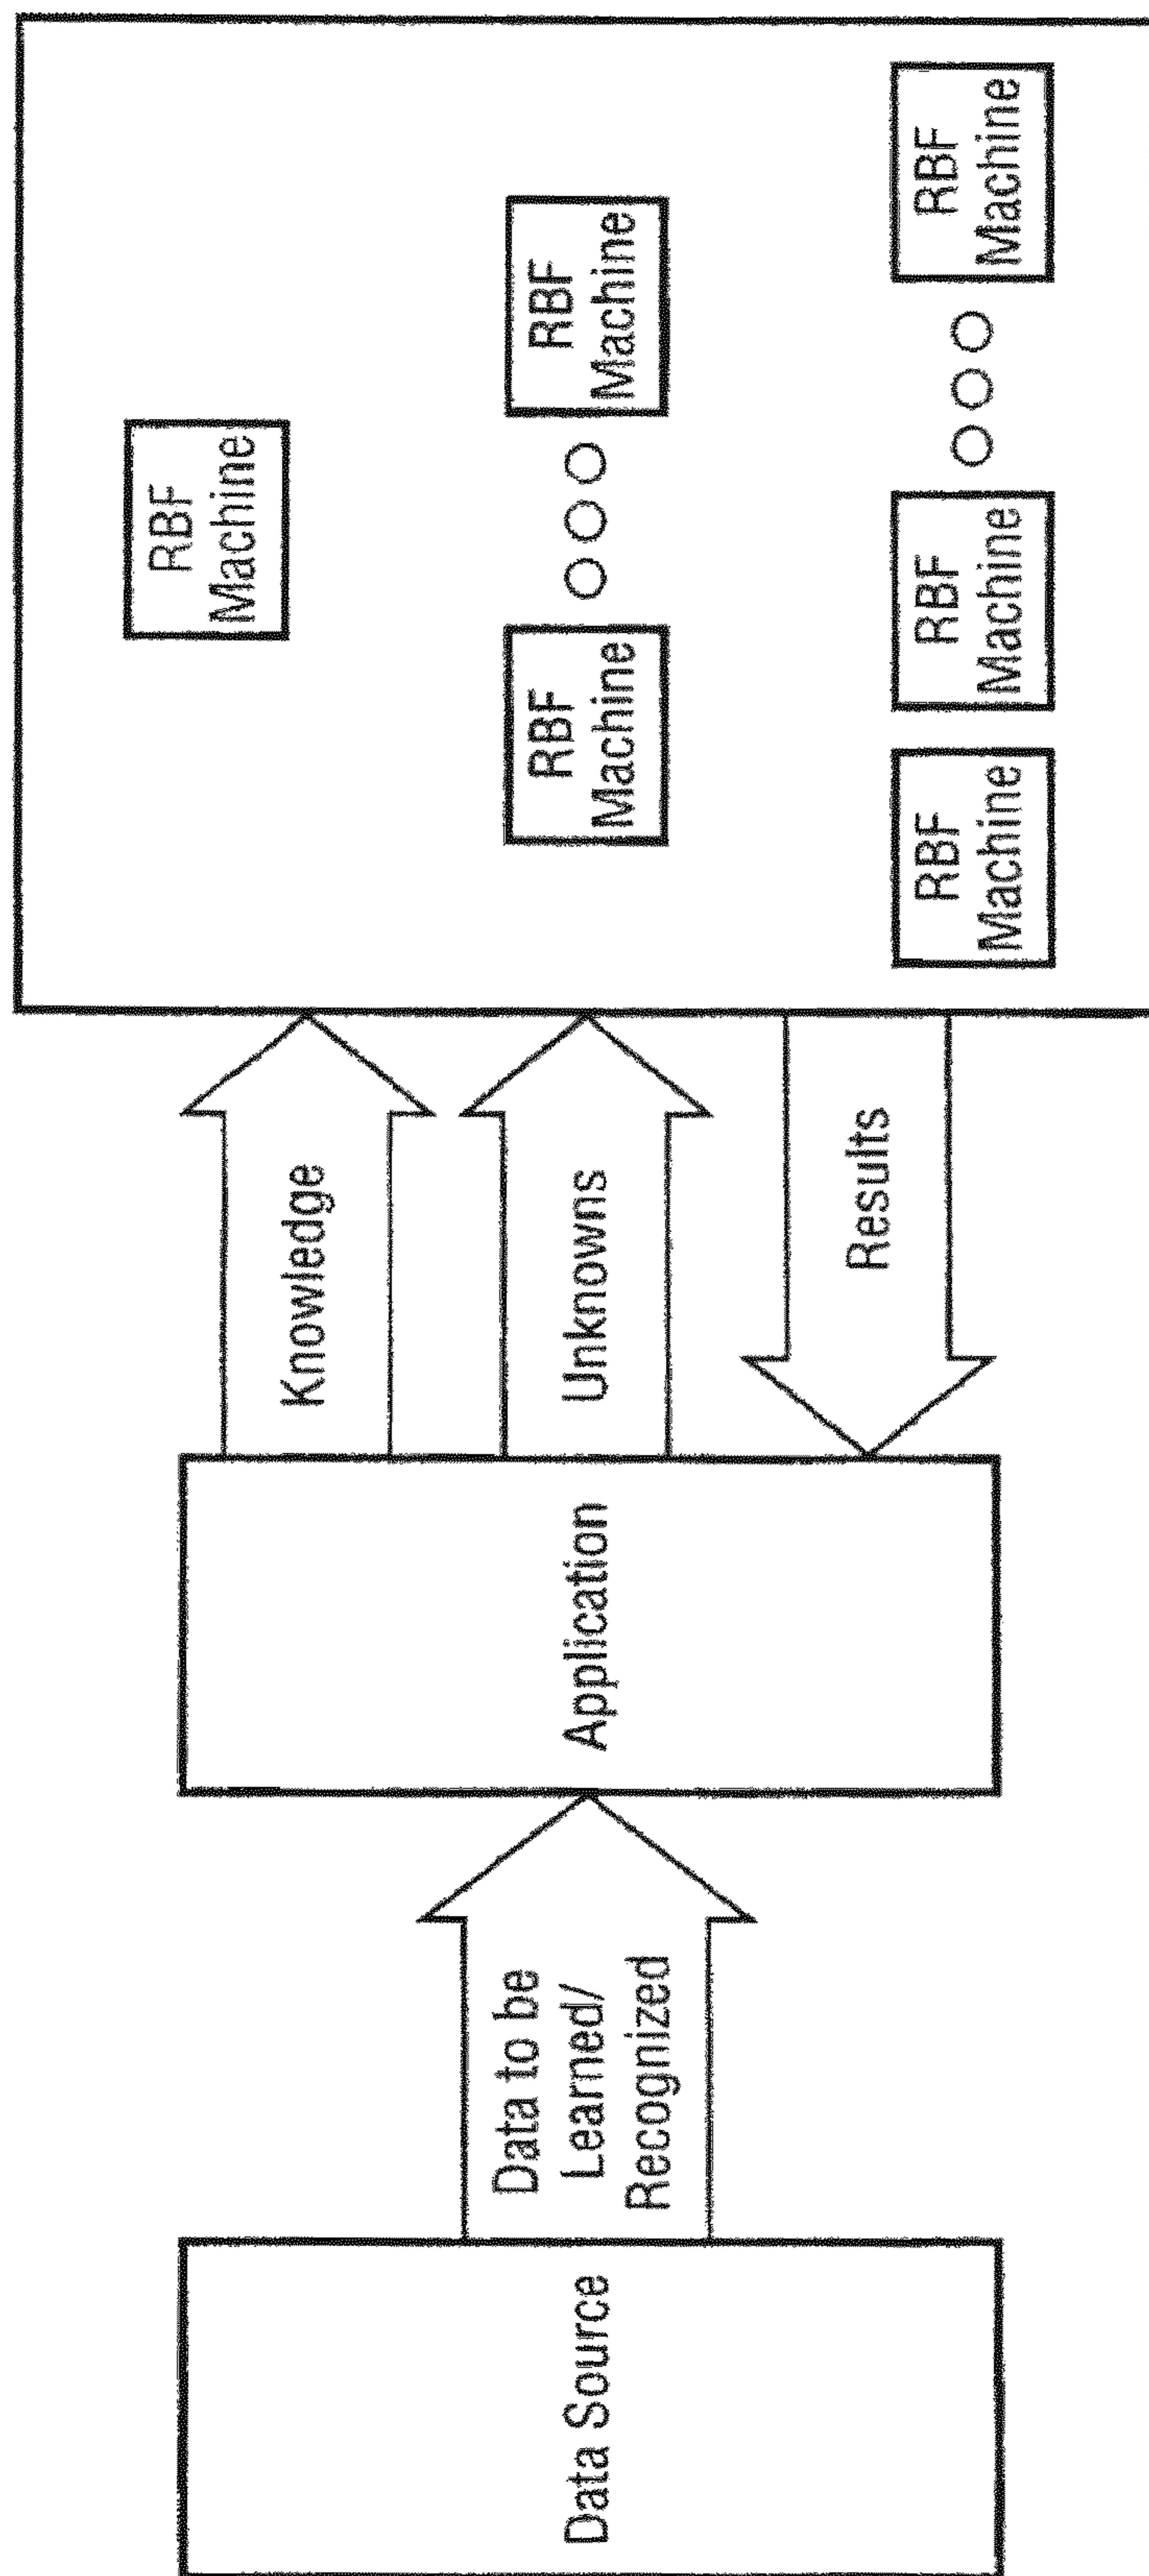 Data Source
Data to be
Learned/
Recognized
Application
Knowledge
Unknowns
Results
RBF
Machine
RBF
Machine
RBF
Machine
RBF
Machine
RBF
Machine
RBF
Machine